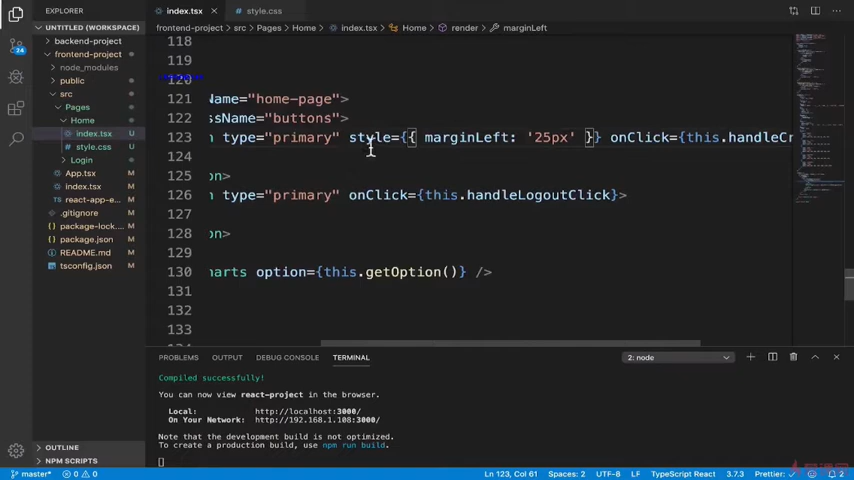 EXPLORER
index.tsx
style.css
UNTITLED (WORKSPACE)
backend-project
frontend-project
node_modules
public
src
Pages
Home
index.tsx
style.css
Login
App.tsx
index.tsx
react-app-e...
.gitignore
package-lock...
package.json
README.md
tsconfig.json
OUTLINE
NPM SCRIPTS
24
frontend-project > src > Pages > Home > index.tsx > Home > render > marginLeft
118
119
120
121 Name="home-page">
122 ssName="buttons">
123 n type="primary" style={{ marginLeft: '25px' }} onClick={this.handleCr
124
125 on>
126 n type="primary" onClick={this.handleLogoutClick}>
127
128 on>
129
130 harts option={this.getOption()} />
131
132
133
PROBLEMS OUTPUT DEBUG CONSOLE TERMINAL 2: node
Compiled successfully!
You can now view react-project in the browser.
Local: http://localhost:3000/
On Your Network: http://192.168.1.108:3000/
Note that the development build is not optimized.
To create a production build, use npm run build.
master* 0 0 Ln 123, Col 61 Spaces: 2 UTF-8 LF TypeScript React 3.7.3 Prettier: ✓ 2